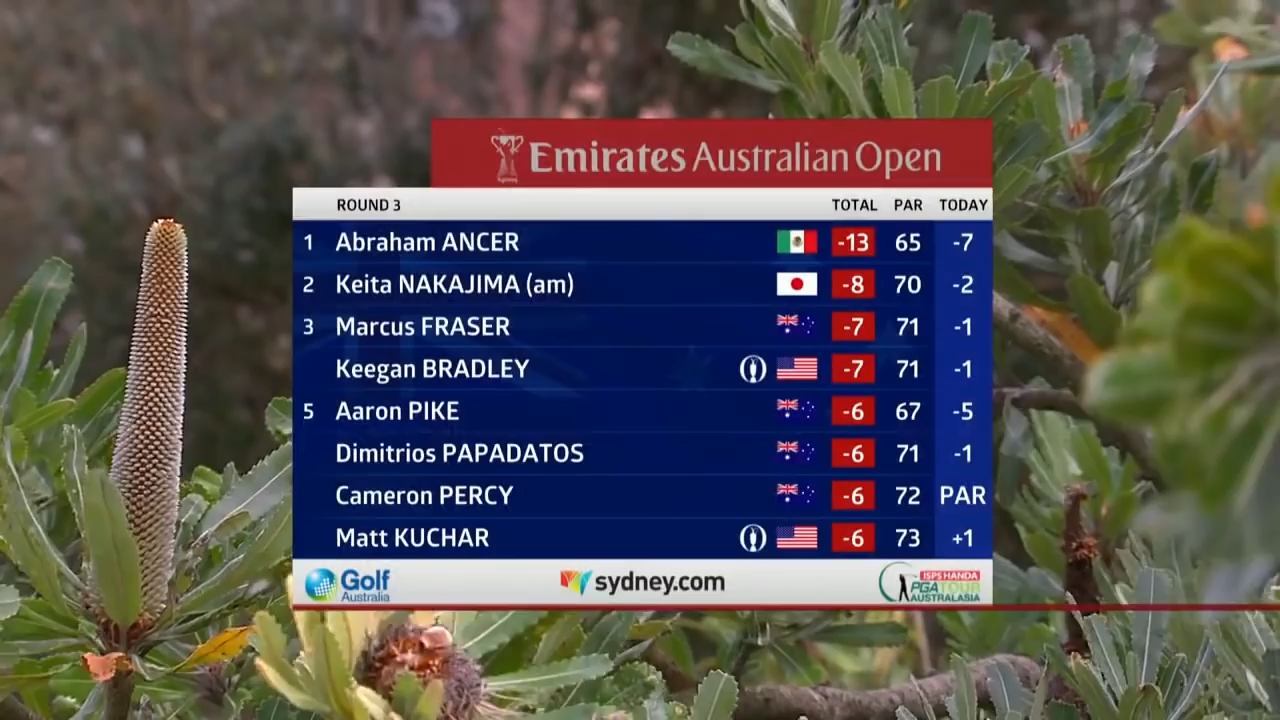 Emirates Australian Open
ROUND 3 TOTAL PAR TODAY
1 Abraham ANCER -13 65 -7
2 Keita NAKAJIMA (am) -8 70 -2
3 Marcus FRASER -7 71 -1
Keegan BRADLEY -7 71 -1
5 Aaron PIKE -6 67 -5
Dimitrios PAPADATOS -6 71 -1
Cameron PERCY -6 72 PAR
Matt KUCHAR -6 73 +1
Golf Australia
sydney.com
ISPS HANDA
PGA TOUR
AUSTRALASIA